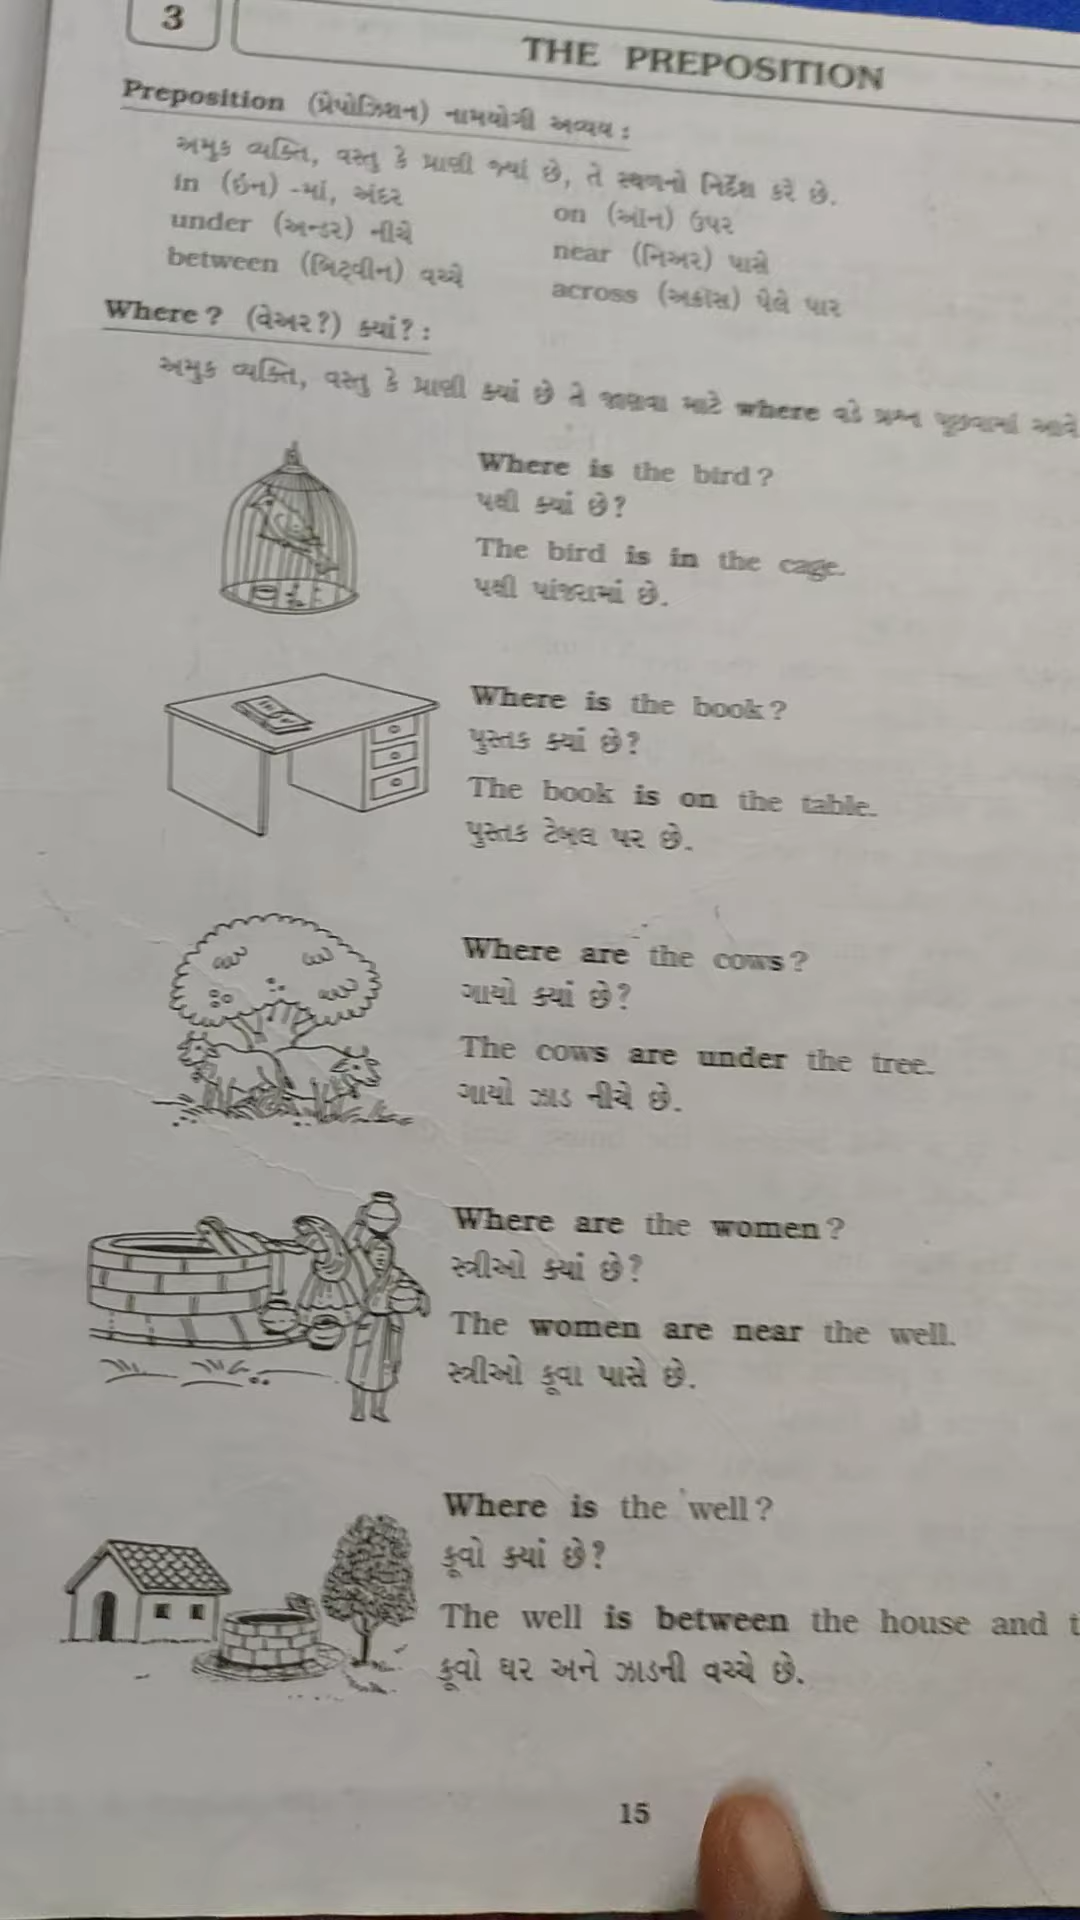 3
THE PREPOSITION
Preposition (પ્રેપોઝિશન) નામયોગી અવ્યય :
અમુક વ્યક્તિ, વસ્તુ કે પ્રાણી જ્યાં છે, તે સ્થળનો નિર્દેશ કરે છે.
in (ઇન) -માં, અંદર
on (ઑન) ઉપર
under (અન્ડર) નીચે
near (નિઅર) પાસે
between (બિટ્વીન) વચ્ચે
across (અક્રૉસ) પેલે પાર
Where? (વેઅર?) ક્યાં? :
અમુક વ્યક્તિ, વસ્તુ કે પ્રાણી ક્યાં છે તે જાણવા માટે where વડે પ્રશ્ન પૂછવામાં આવે
Where is the bird?
પક્ષી ક્યાં છે?
The bird is in the cage.
પક્ષી પાંજરામાં છે.
Where is the book?
પુસ્તક ક્યાં છે?
The book is on the table.
પુસ્તક ટેબલ પર છે.
Where are the cows?
ગાયો ક્યાં છે?
The cows are under the tree.
ગાયો ઝાડ નીચે છે.
Where are the women?
સ્ત્રીઓ ક્યાં છે?
The women are near the well.
સ્ત્રીઓ કૂવા પાસે છે.
Where is the well?
કૂવો ક્યાં છે?
The well is between the house and
કૂવો ઘર અને ઝાડની વચ્ચે છે.
15